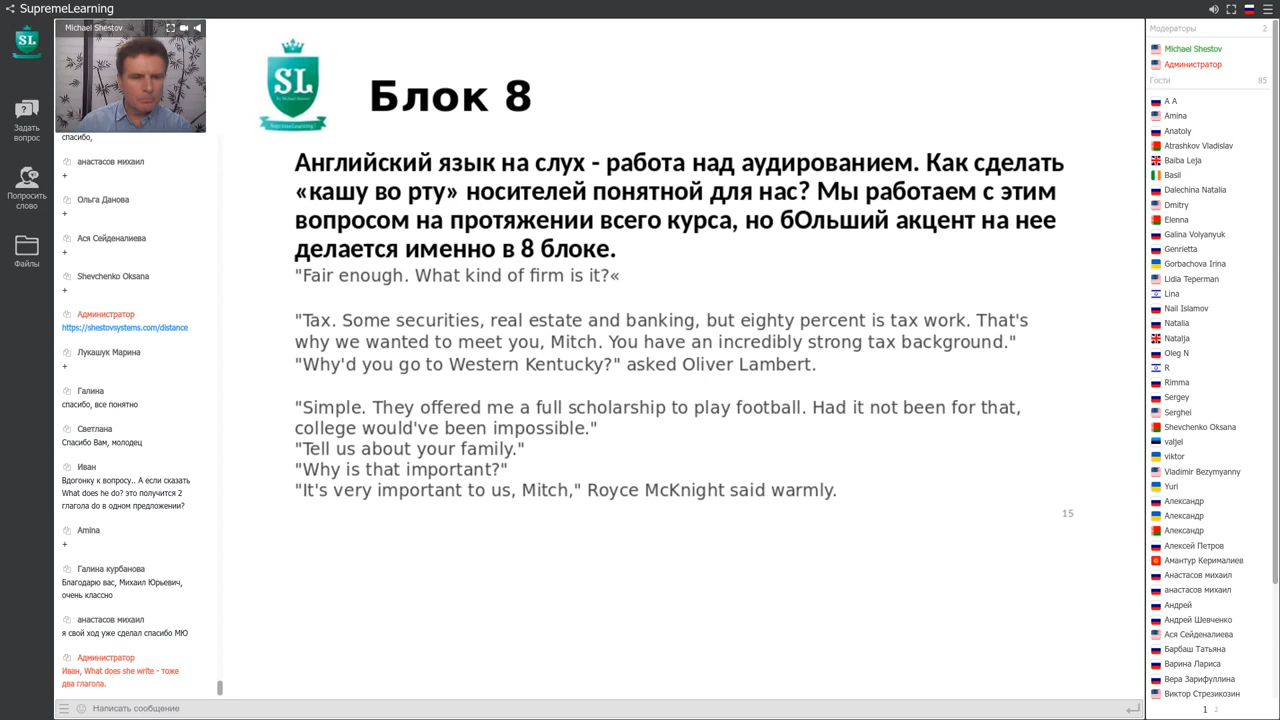 Supreme Learning
Michael Shestov
Задать
вопрос
Попросить
слово
Файлы
спасибо,
анастасов михаил
+
Ольга Данова
+
Ася Сейденалиева
+
Shevchenko Oksana
+
Администратор
https://shestovsystems.com/distance
Лукашук Марина
+
Галина
спасибо, все понятно
Светлана
Спасибо Вам, молодец
Иван
Вдогонку к вопросу.. А если сказать
What does he do? это получится 2
глагола do в одном предложении?
Amina
+
Галина курбанова
Благодарю вас, Михаил Юрьевич,
очень классно
анастасов михаил
я свой ход уже сделал спасибо МЮ
Администратор
Иван, What does she write - тоже
два глагола.
Написать сообщение
SL
Блок 8
Английский язык на слух - работа над аудированием. Как сделать
«кашу во рту» носителей понятной для нас? Мы работаем с этим
вопросом на протяжении всего курса, но бОльший акцент на нее
делается именно в 8 блоке.
"Fair enough. What kind of firm is it?«
"Tax. Some securities, real estate and banking, but eighty percent is tax work. That's
why we wanted to meet you, Mitch. You have an incredibly strong tax background."
"Why'd you go to Western Kentucky?" asked Oliver Lambert.
"Simple. They offered me a full scholarship to play football. Had it not been for that,
college would've been impossible."
"Tell us about your family."
"Why is that important?"
"It's very important to us, Mitch," Royce McKnight said warmly.
15
Модераторы 2
Michael Shestov
Администратор
Гости 85
A A
Amina
Anatoly
Atrashkov Vladislav
Baiba Leja
Basil
Dalechina Natalia
Dmitry
Elenna
Galina Volyanyuk
Genrietta
Gorbachova Irina
Lidia Teperman
Lina
Nail Islamov
Natalia
Natalja
Oleg N
R
Rimma
Sergey
Serghei
Shevchenko Oksana
valjel
viktor
Vladimir Bezymyanny
Yuri
Александр
Александр
Александр
Алексей Петров
Амантур Керималиев
Анастасов михаил
анастасов михаил
Андрей
Андрей Шевченко
Ася Сейденалиева
Барбаш Татьяна
Варина Лариса
Вера Зарифуллина
Виктор Стрезикозин
1 2